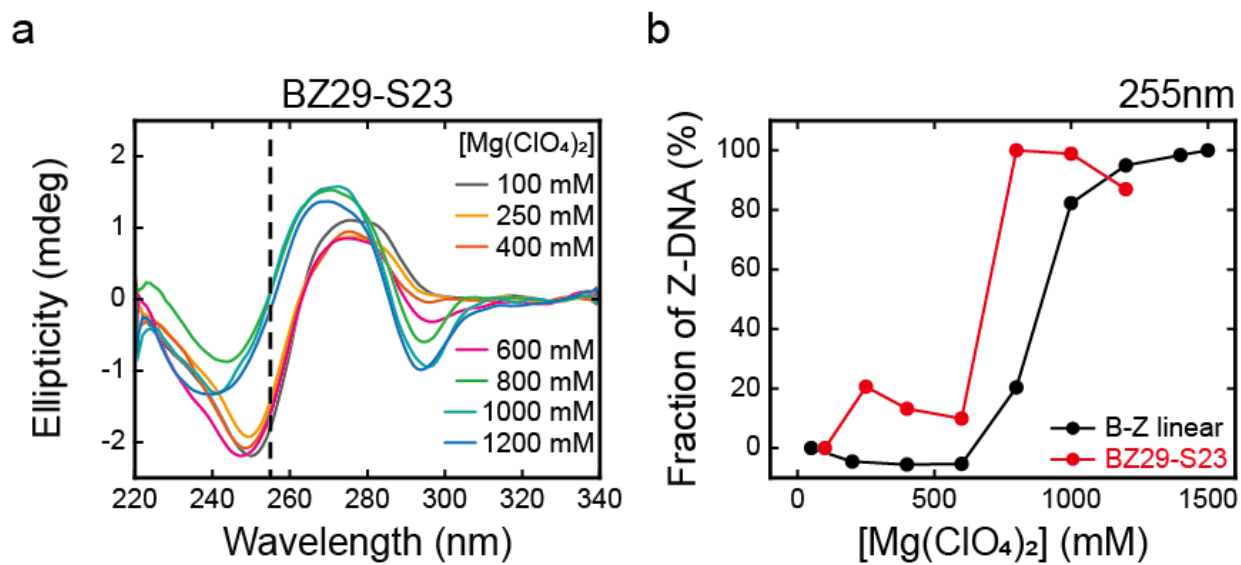 a
BZ29-S23
Ellipticity (mdeg)
2
1
0
-1
-2
[Mg(ClO₄)₂]
100 mM
250 mM
400 mM
600 mM
800 mM
1000 mM
1200 mM
220 240 260 280 300 320 340
Wavelength (nm)
b
255nm
Fraction of Z-DNA (%)
100
80
60
40
20
0
B-Z linear
BZ29-S23
0 500 1000 1500
[Mg(ClO₄)₂] (mM)